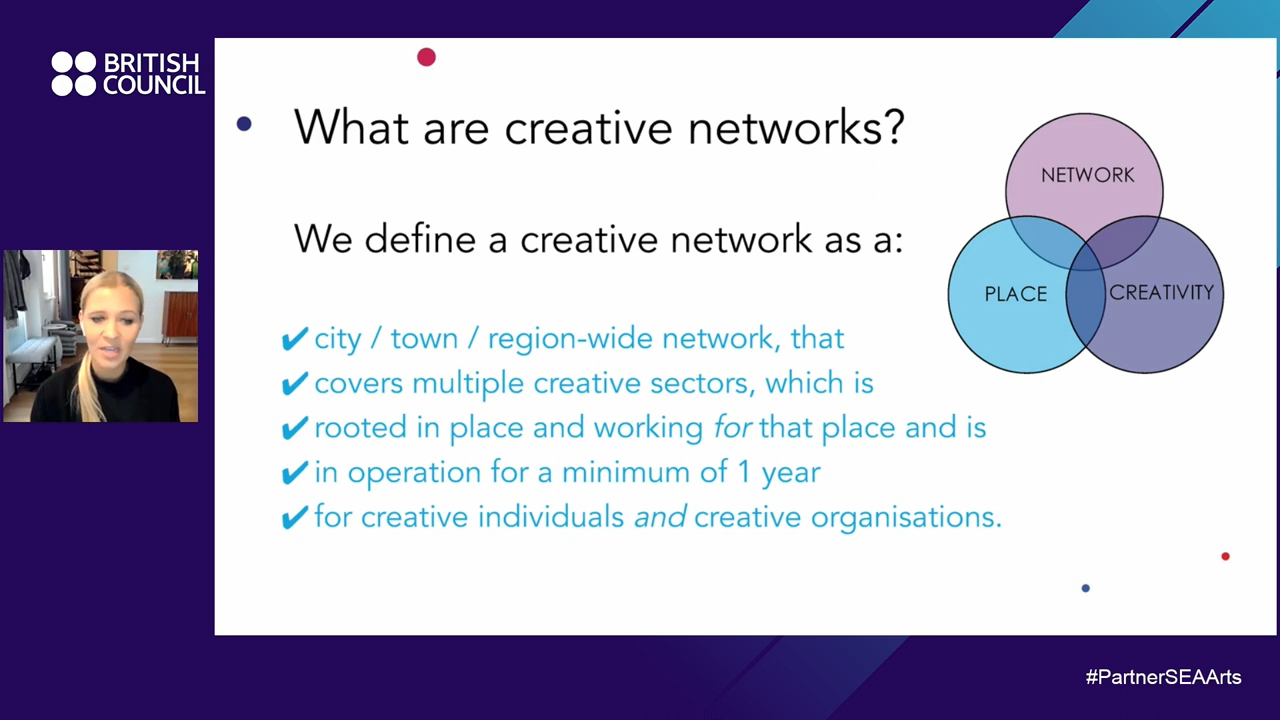 BRITISH
COUNCIL
What are creative networks?
We define a creative network as a:
✔ city / town / region-wide network, that
✔ covers multiple creative sectors, which is
✔ rooted in place and working for that place and is
✔ in operation for a minimum of 1 year
✔ for creative individuals and creative organisations.
NETWORK
PLACE
CREATIVITY
#PartnerSEAArts